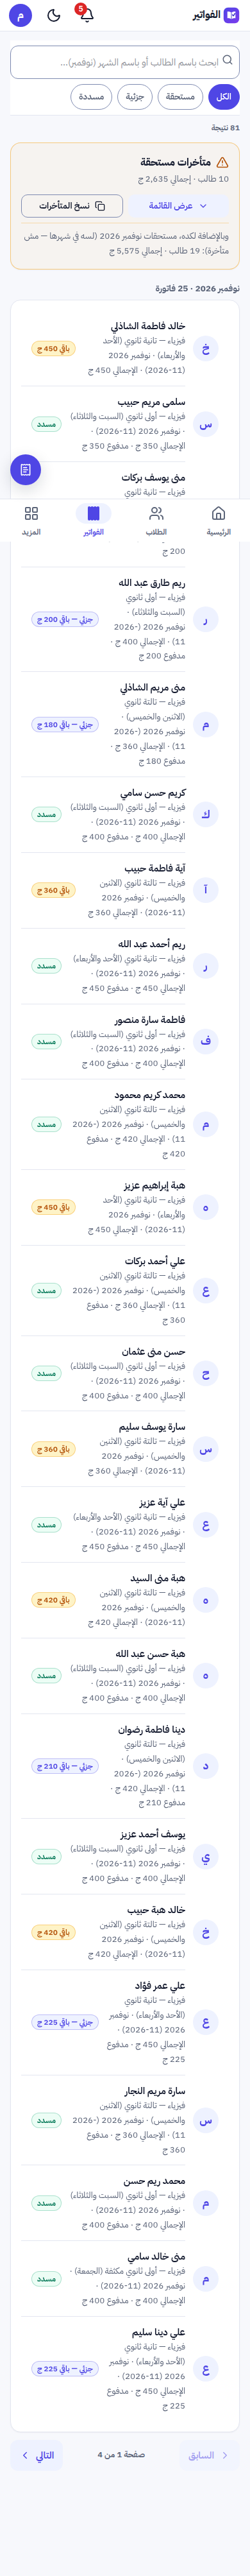 الفواتير
5
م
ابحث باسم الطالب أو باسم الشهر (نوفمبر)...
الكل
مستحقة
جزئية
مسددة
81 نتيجة
متأخرات مستحقة
10 طالب · إجمالي 2,635 ج
عرض القائمة
نسخ المتأخرات
وبالإضافة لكده، مستحقات نوفمبر 2026 (لسه في شهرها — مش
متأخرة): 19 طالب · إجمالي 5,575 ج
نوفمبر 2026 · 25 فاتورة
خ
خالد فاطمة الشاذلي
فيزياء — ثانية ثانوي (الأحد
والأربعاء) · نوفمبر 2026
(2026-11) · الإجمالي 450 ج
باقي 450 ج
س
سلمى مريم حبيب
فيزياء — أولى ثانوي (السبت والثلاثاء)
· نوفمبر 2026 (2026-11) ·
الإجمالي 350 ج · مدفوع 350 ج
مسدد
منى يوسف بركات
فيزياء — ثانية ثانوي
الرئيسية
الطلاب
الفواتير
المزيد
200 ج
ر
ريم طارق عبد الله
فيزياء — أولى ثانوي
(السبت والثلاثاء) ·
نوفمبر 2026 (2026-
11) · الإجمالي 400 ج ·
مدفوع 200 ج
جزئي — باقي 200 ج
م
منى مريم الشاذلي
فيزياء — ثالثة ثانوي
(الاثنين والخميس) ·
نوفمبر 2026 (2026-
11) · الإجمالي 360 ج ·
مدفوع 180 ج
جزئي — باقي 180 ج
ك
كريم حسن سامي
فيزياء — أولى ثانوي (السبت والثلاثاء)
· نوفمبر 2026 (2026-11) ·
الإجمالي 400 ج · مدفوع 400 ج
مسدد
آ
آية فاطمة حبيب
فيزياء — ثالثة ثانوي (الاثنين
والخميس) · نوفمبر 2026
(2026-11) · الإجمالي 360 ج
باقي 360 ج
ر
ريم أحمد عبد الله
فيزياء — ثانية ثانوي (الأحد والأربعاء)
· نوفمبر 2026 (2026-11) ·
الإجمالي 450 ج · مدفوع 450 ج
مسدد
ف
فاطمة سارة منصور
فيزياء — أولى ثانوي (السبت والثلاثاء)
· نوفمبر 2026 (2026-11) ·
الإجمالي 400 ج · مدفوع 400 ج
مسدد
م
محمد كريم محمود
فيزياء — ثالثة ثانوي (الاثنين
والخميس) · نوفمبر 2026 (2026-
11) · الإجمالي 420 ج · مدفوع
420 ج
مسدد
ه
هبة إبراهيم عزيز
فيزياء — ثانية ثانوي (الأحد
والأربعاء) · نوفمبر 2026
(2026-11) · الإجمالي 450 ج
باقي 450 ج
ع
علي أحمد بركات
فيزياء — ثالثة ثانوي (الاثنين
والخميس) · نوفمبر 2026 (2026-
11) · الإجمالي 360 ج · مدفوع
360 ج
مسدد
ح
حسن منى عثمان
فيزياء — أولى ثانوي (السبت والثلاثاء)
· نوفمبر 2026 (2026-11) ·
الإجمالي 400 ج · مدفوع 400 ج
مسدد
س
سارة يوسف سليم
فيزياء — ثالثة ثانوي (الاثنين
والخميس) · نوفمبر 2026
(2026-11) · الإجمالي 360 ج
باقي 360 ج
ع
علي آية عزيز
فيزياء — ثانية ثانوي (الأحد والأربعاء)
· نوفمبر 2026 (2026-11) ·
الإجمالي 450 ج · مدفوع 450 ج
مسدد
ه
هبة منى السيد
فيزياء — ثالثة ثانوي (الاثنين
والخميس) · نوفمبر 2026
(2026-11) · الإجمالي 420 ج
باقي 420 ج
ه
هبة حسن عبد الله
فيزياء — أولى ثانوي (السبت والثلاثاء)
· نوفمبر 2026 (2026-11) ·
الإجمالي 400 ج · مدفوع 400 ج
مسدد
د
دينا فاطمة رضوان
فيزياء — ثالثة ثانوي
(الاثنين والخميس) ·
نوفمبر 2026 (2026-
11) · الإجمالي 420 ج ·
مدفوع 210 ج
جزئي — باقي 210 ج
ي
يوسف أحمد عزيز
فيزياء — أولى ثانوي (السبت والثلاثاء)
· نوفمبر 2026 (2026-11) ·
الإجمالي 400 ج · مدفوع 400 ج
مسدد
خ
خالد هبة حبيب
فيزياء — ثالثة ثانوي (الاثنين
والخميس) · نوفمبر 2026
(2026-11) · الإجمالي 420 ج
باقي 420 ج
ع
علي عمر فؤاد
فيزياء — ثانية ثانوي
(الأحد والأربعاء) · نوفمبر
2026 (2026-11) ·
الإجمالي 450 ج · مدفوع
225 ج
جزئي — باقي 225 ج
س
سارة مريم النجار
فيزياء — ثالثة ثانوي (الاثنين
والخميس) · نوفمبر 2026 (2026-
11) · الإجمالي 360 ج · مدفوع
360 ج
مسدد
م
محمد ريم حسن
فيزياء — أولى ثانوي (السبت والثلاثاء)
· نوفمبر 2026 (2026-11) ·
الإجمالي 400 ج · مدفوع 400 ج
مسدد
م
منى خالد سامي
فيزياء — أولى ثانوي مكثفة (الجمعة) ·
نوفمبر 2026 (2026-11) ·
الإجمالي 400 ج · مدفوع 400 ج
مسدد
ع
علي دينا سليم
فيزياء — ثانية ثانوي
(الأحد والأربعاء) · نوفمبر
2026 (2026-11) ·
الإجمالي 450 ج · مدفوع
225 ج
جزئي — باقي 225 ج
السابق
صفحة 1 من 4
التالي